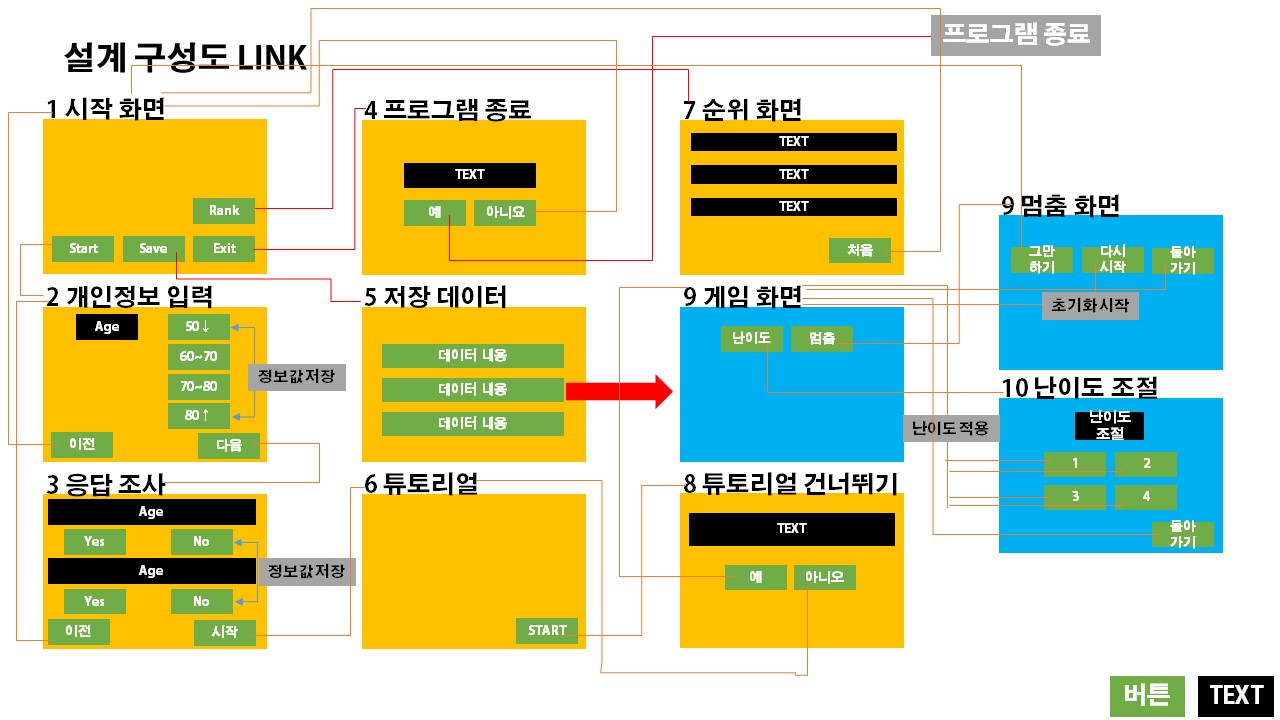 설계 구성도 LINK
프로그램 종료
1 시작 화면
Rank
Start
Save
Exit
4 프로그램 종료
TEXT
예
아니요
7 순위 화면
TEXT
TEXT
TEXT
처음
9 멈춤 화면
그만
하기
다시
시작
돌아
가기
초기화시작
2 개인정보 입력
Age
50↓
60~70
70~80
80↑
정보값저장
이전
다음
5 저장 데이터
데이터 내용
데이터 내용
데이터 내용
9 게임 화면
난이도
멈춤
10 난이도 조절
난이도
조절
난이도적용
1
2
3
4
돌아
가기
3 응답 조사
Age
Yes
No
Age
정보값저장
Yes
No
이전
시작
6 튜토리얼
START
8 튜토리얼 건너뛰기
TEXT
예
아니오
버튼
TEXT